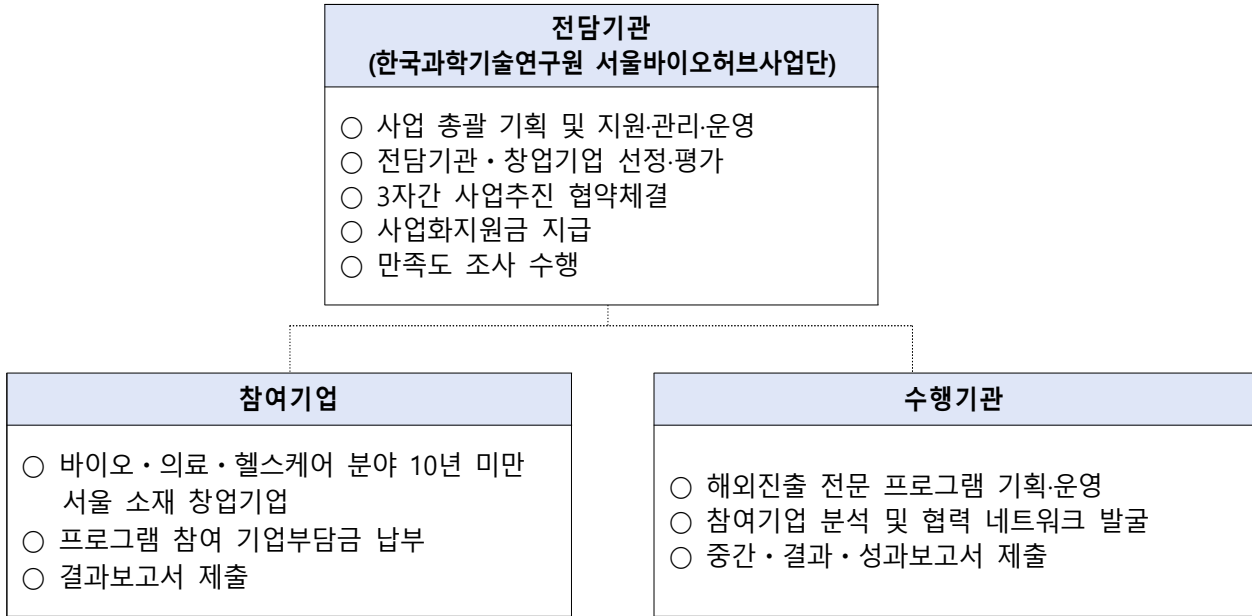 전담기관
(한국과학기술연구원 서울바이오허브사업단)
○ 사업 총괄 기획 및 지원·관리·운영
○ 전담기관・창업기업 선정·평가
○ 3자간 사업추진 협약체결
○ 사업화지원금 지급
○ 만족도 조사 수행
참여기업
○ 바이오・의료・헬스케어 분야 10년 미만
서울 소재 창업기업
○ 프로그램 참여 기업부담금 납부
○ 결과보고서 제출
수행기관
○ 해외진출 전문 프로그램 기획·운영
○ 참여기업 분석 및 협력 네트워크 발굴
○ 중간・결과・성과보고서 제출